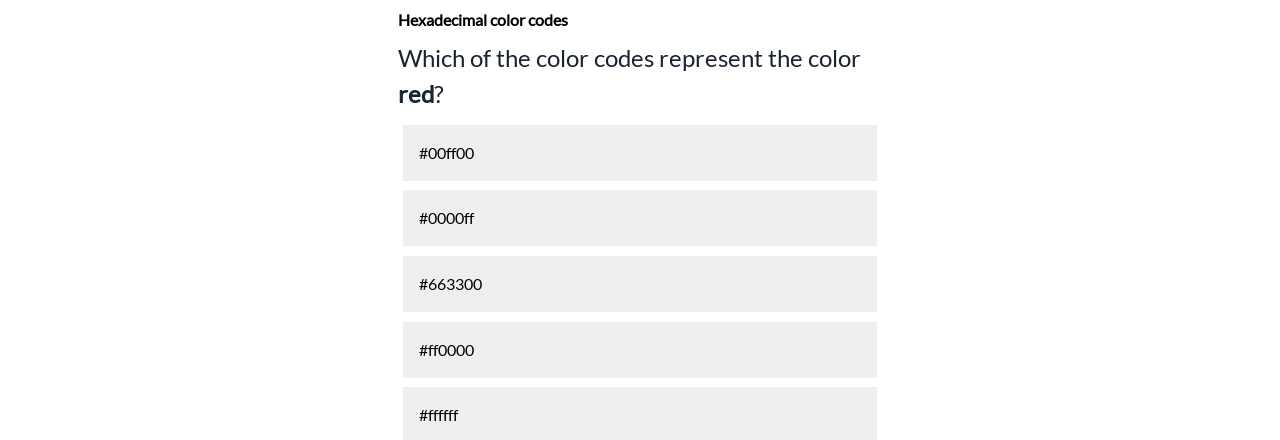 Hexadecimal color codes
Which of the color codes represent the color
red?
#00ff00
#0000ff
#663300
#ff0000
#ffffff